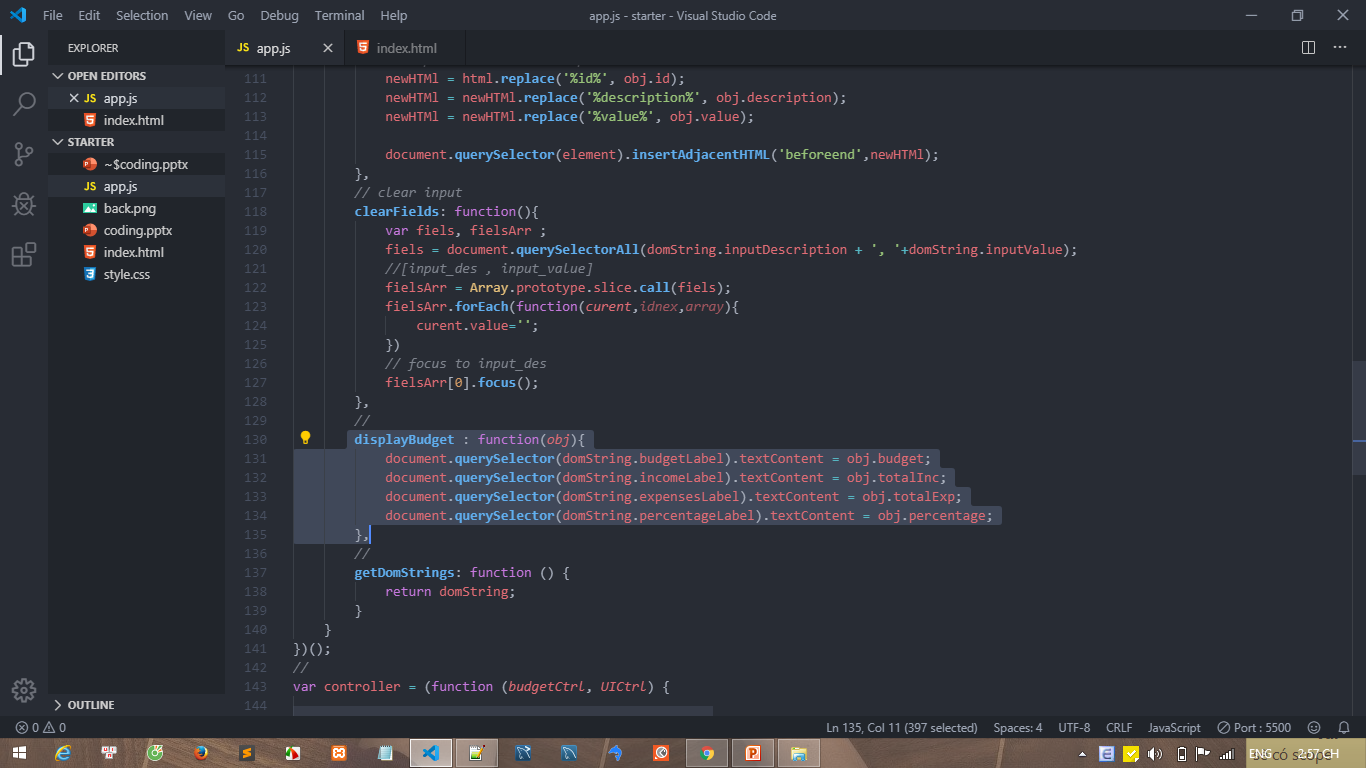 File Edit Selection View Go Debug Terminal Help app.js - starter - Visual Studio Code
EXPLORER
OPEN EDITORS
JS app.js
index.html
STARTER
~$coding.pptx
JS app.js
back.png
coding.pptx
index.html
style.css
OUTLINE
JS app.js index.html
111 newHTMl = html.replace('%id%', obj.id);
112 newHTMl = newHTMl.replace('%description%', obj.description);
113 newHTMl = newHTMl.replace('%value%', obj.value);
114
115 document.querySelector(element).insertAdjacentHTML('beforeend',newHTMl);
116 },
117 // clear input
118 clearFields: function(){
119 var fiels, fielsArr ;
120 fiels = document.querySelectorAll(domString.inputDescription + ', '+domString.inputValue);
121 //[input_des , input_value]
122 fielsArr = Array.prototype.slice.call(fiels);
123 fielsArr.forEach(function(curent,idnex,array){
124 curent.value='';
125 })
126 // focus to input_des
127 fielsArr[0].focus();
128 },
129 //
130 displayBudget : function(obj){
131 document.querySelector(domString.budgetLabel).textContent = obj.budget;
132 document.querySelector(domString.incomeLabel).textContent = obj.totalInc;
133 document.querySelector(domString.expensesLabel).textContent = obj.totalExp;
134 document.querySelector(domString.percentageLabel).textContent = obj.percentage;
135 },
136 //
137 getDomStrings: function () {
138 return domString;
139 }
140 }
141 })();
142 //
143 var controller = (function (budgetCtrl, UICtrl) {
144
0 0 Ln 135, Col 11 (397 selected) Spaces: 4 UTF-8 CRLF JavaScript Port : 5500
ENG 2:57 CH